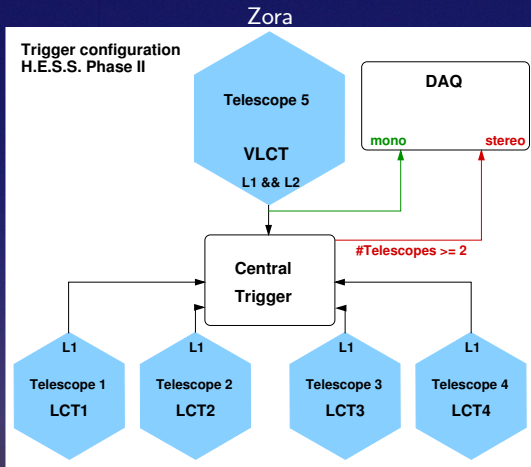 Zora
Trigger configuration
H.E.S.S. Phase II
Telescope 5
VLCT
L1 && L2
DAQ
mono
stereo
#Telescopes >= 2
Central
Trigger
L1
Telescope 1
LCT1
L1
Telescope 2
LCT2
L1
Telescope 3
LCT3
L1
Telescope 4
LCT4